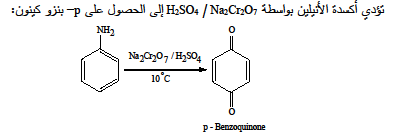 تؤدي أكسدة الأنيلين بواسطة H2SO4 / Na2Cr2O7 إلى الحصول على p– بنزو كينون:
NH2
O
Na2Cr2O7 / H2SO4
10°C
O
p - Benzoquinone